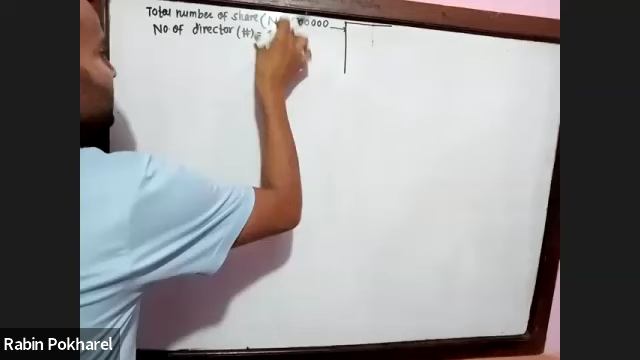 Total number of share (N
No. of director (#) =
Rabin Pokharel